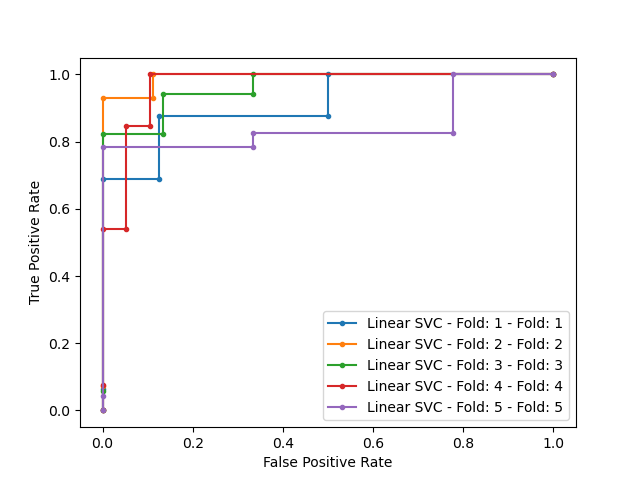 1.0
0.8
0.6
0.4
0.2
0.0
True Positive Rate
Linear SVC - Fold: 1 - Fold: 1
Linear SVC - Fold: 2 - Fold: 2
Linear SVC - Fold: 3 - Fold: 3
Linear SVC - Fold: 4 - Fold: 4
Linear SVC - Fold: 5 - Fold: 5
0.0 0.2 0.4 0.6 0.8 1.0
False Positive Rate